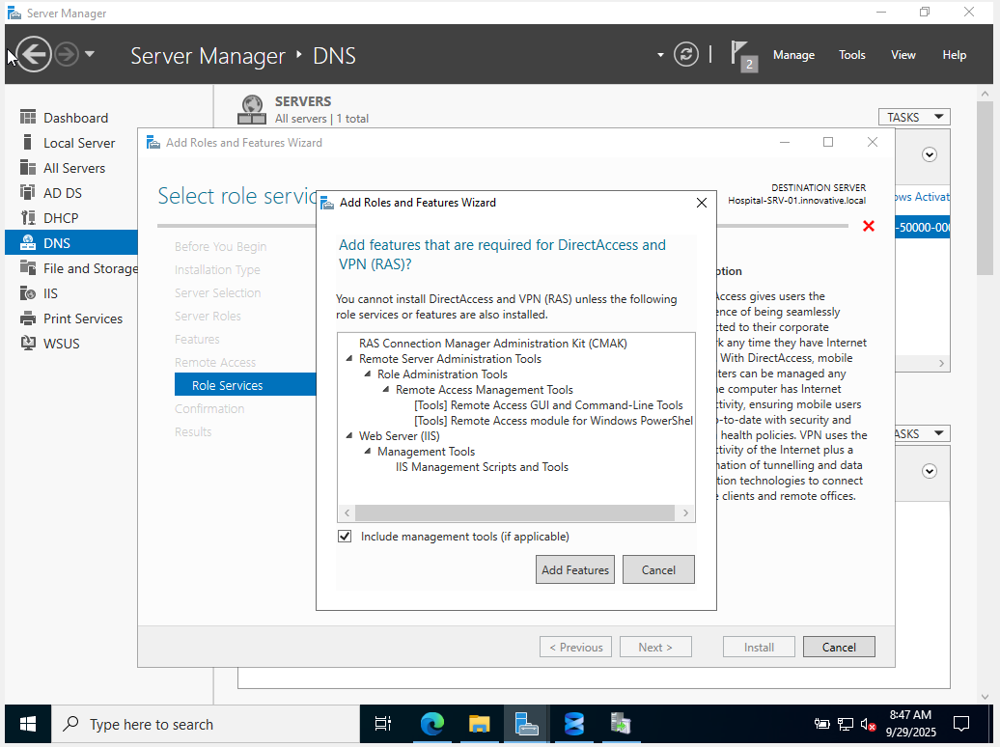 Server Manager
Server Manager ‣ DNS
2
Manage
Tools
View
Help
Dashboard
Local Server
All Servers
AD DS
DHCP
DNS
File and Storage
IIS
Print Services
WSUS
SERVERS
All servers | 1 total
TASKS
ows Activat
-50000-00
ASKS
Add Roles and Features Wizard
Select role servic
DESTINATION SERVER
Hospital-SRV-01.innovative.local
Before You Begin
Installation Type
Server Selection
Server Roles
Features
Remote Access
Role Services
Confirmation
Results
ption
Access gives users the
ence of being seamlessly
cted to their corporate
rk any time they have Internet
With DirectAccess, mobile
ters can be managed any
e computer has Internet
ctivity, ensuring mobile users
p-to-date with security and
health policies. VPN uses the
ctivity of the Internet plus a
nation of tunnelling and data
tion technologies to connect
e clients and remote offices.
Add Roles and Features Wizard
Add features that are required for DirectAccess and
VPN (RAS)?
You cannot install DirectAccess and VPN (RAS) unless the following
role services or features are also installed.
RAS Connection Manager Administration Kit (CMAK)
Remote Server Administration Tools
Role Administration Tools
Remote Access Management Tools
[Tools] Remote Access GUI and Command-Line Tools
[Tools] Remote Access module for Windows PowerShel
Web Server (IIS)
Management Tools
IIS Management Scripts and Tools
Include management tools (if applicable)
Add Features
Cancel
< Previous
Next >
Install
Cancel
Type here to search
8:47 AM
9/29/2025